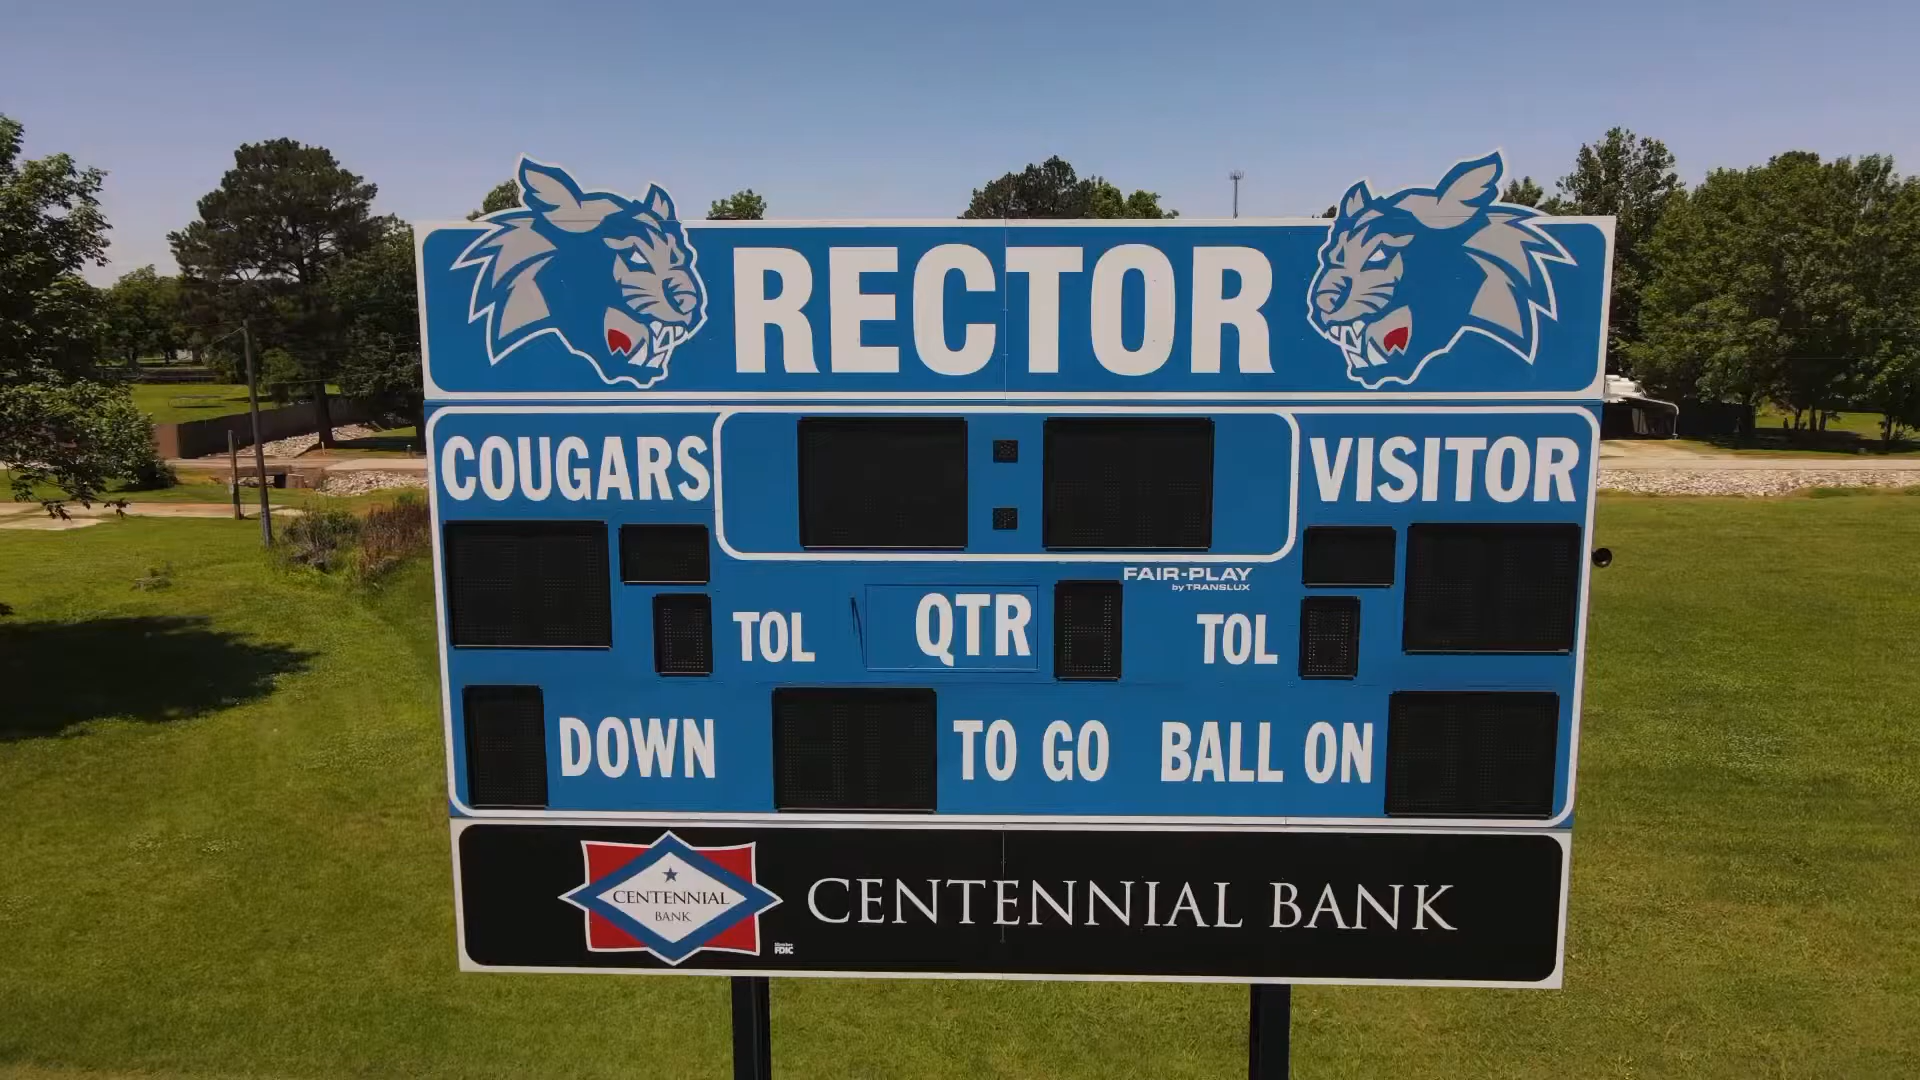 RECTOR
COUGARS
VISITOR
FAIR-PLAY
by TRANSLUX
TOL
QTR
TOL
DOWN
TO GO
BALL ON
CENTENNIAL
BANK
CENTENNIAL BANK
Member
FDIC